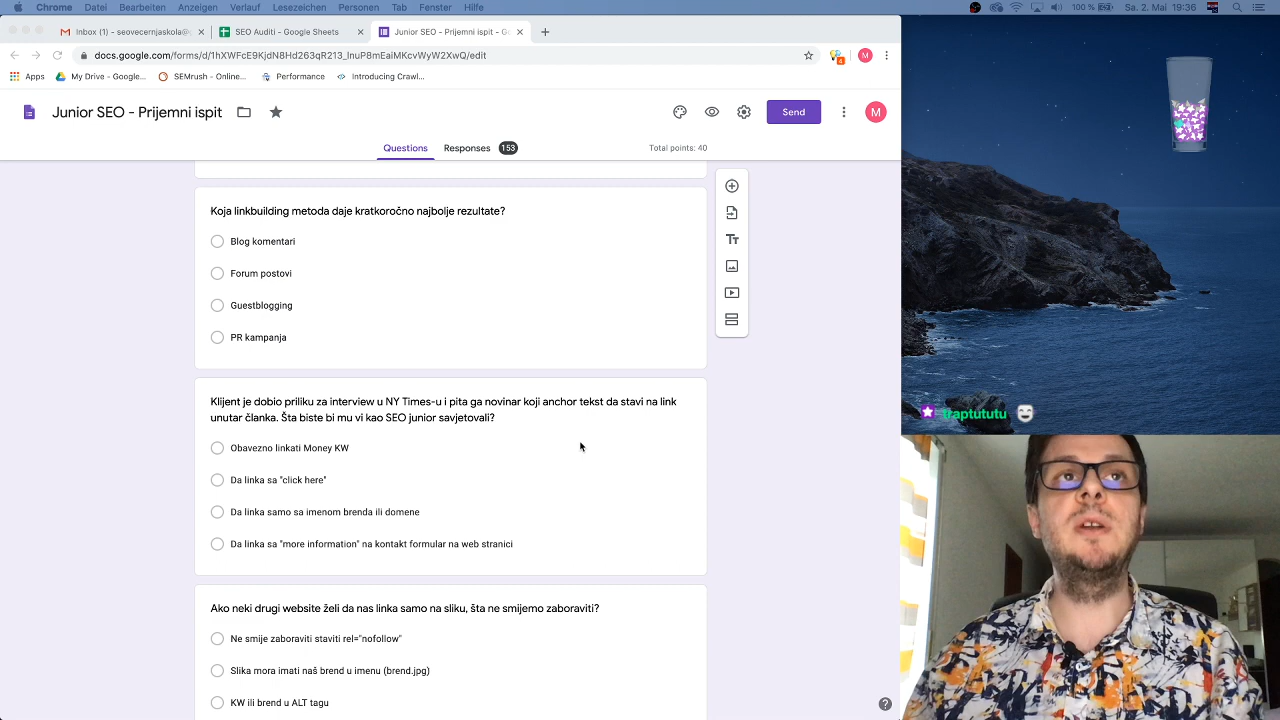 Chrome Datei Bearbeiten Anzeigen Verlauf Lesezeichen Personen Tab Fenster Hilfe 100 % Sa. 2. Mai 19:36
Inbox (1) - seovecernjaskola@
SEO Auditi - Google Sheets
Junior SEO - Prijemni ispit - G
docs.google.com/forms/d/1hXWFcE9KjdN8Hd263qR213_lnuP8mEaiMKcvWyW2XwQ/edit
4
M
Apps
My Drive - Google...
SEMrush - Online...
Performance
Introducing Crawl...
Junior SEO - Prijemni ispit
Send
M
Questions
Responses 153
Total points: 40
Koja linkbuilding metoda daje kratkoročno najbolje rezultate?
Blog komentari
Forum postovi
Guestblogging
PR kampanja
Tт
Klijent je dobio priliku za interview u NY Times-u i pita ga novinar koji anchor tekst da stavi na link
unutar članka. Šta biste bi mu vi kao SEO junior savjetovali?
Obavezno linkati Money KW
Da linka sa "click here"
Da linka samo sa imenom brenda ili domene
Da linka sa "more information" na kontakt formular na web stranici
Ako neki drugi website želi da nas linka samo na sliku, šta ne smijemo zaboraviti?
Ne smije zaboraviti staviti rel="nofollow"
Slika mora imati naš brend u imenu (brend.jpg)
KW ili brend u ALT tagu
traptututu